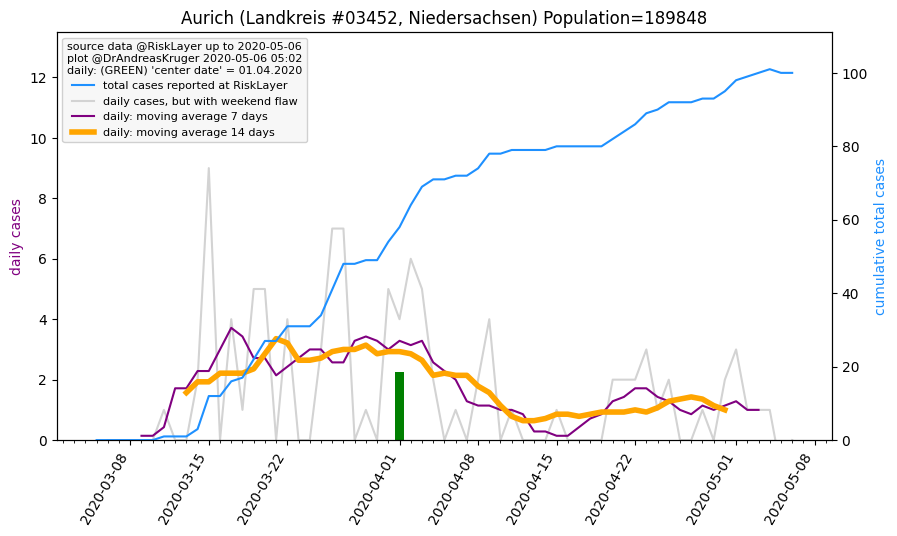 Aurich (Landkreis #03452, Niedersachsen) Population=189848
source data @RiskLayer up to 2020-05-06
plot @DrAndreasKruger 2020-05-06 05:02
daily: (GREEN) 'center date' = 01.04.2020
total cases reported at RiskLayer
daily cases, but with weekend flaw
daily: moving average 7 days
daily: moving average 14 days
daily cases
12
10
8
6
4
2
0
100
80
60
40
20
0
cumulative total cases
2020-03-08
2020-03-15
2020-03-22
2020-04-01
2020-04-08
2020-04-15
2020-04-22
2020-05-01
2020-05-08